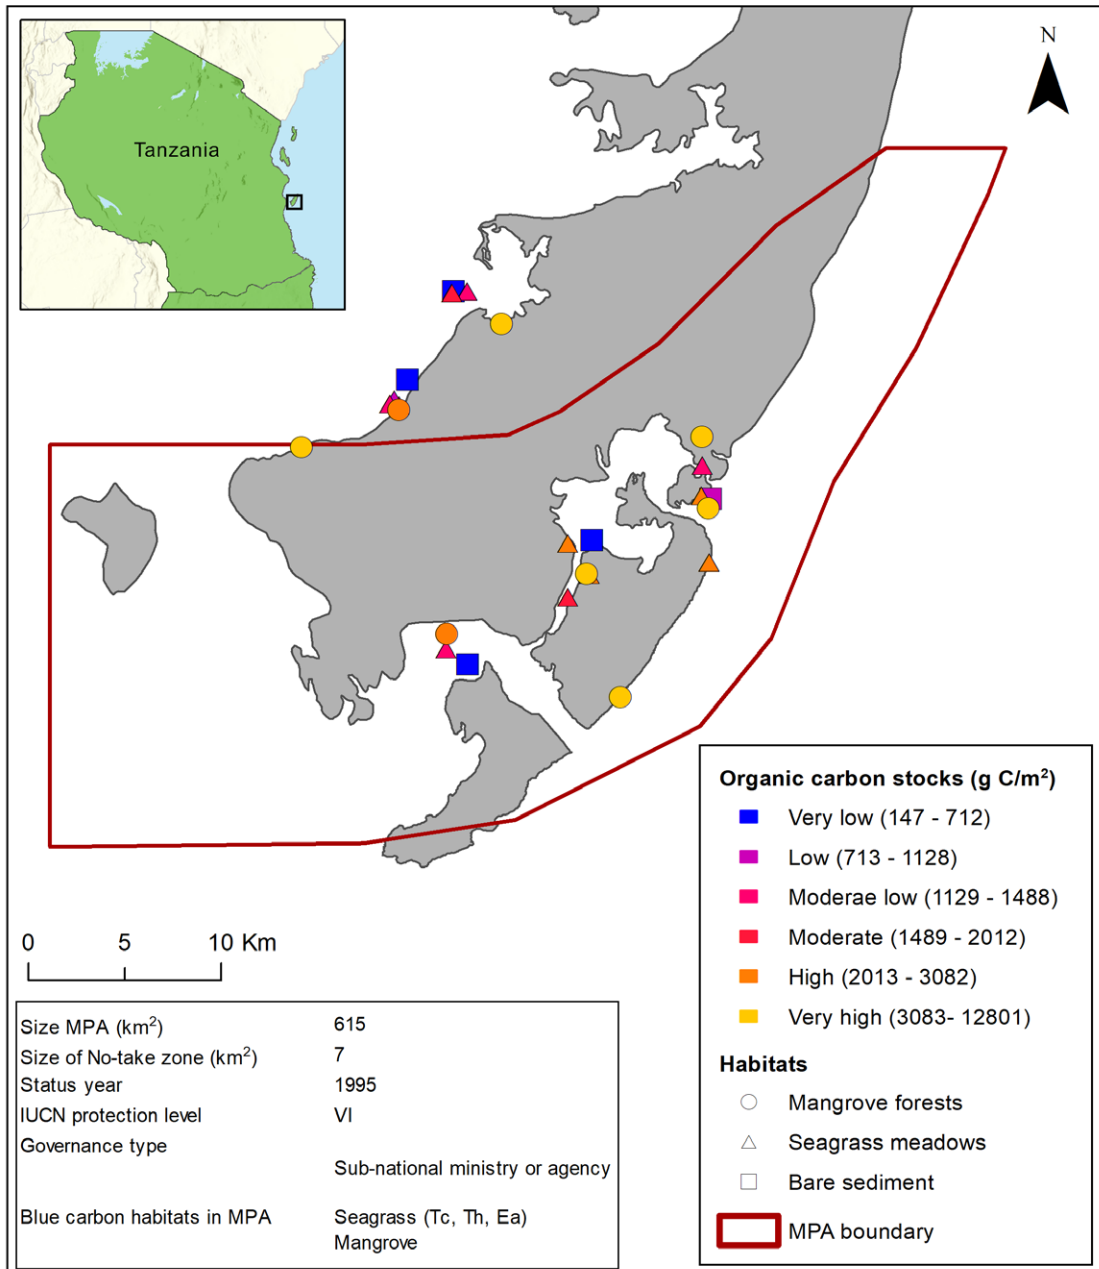 Tanzania
N
0 5 10 Km
Organic carbon stocks (g C/m²)
Very low (147 - 712)
Low (713 - 1128)
Moderae low (1129 - 1488)
Moderate (1489 - 2012)
High (2013 - 3082)
Very high (3083- 12801)
Habitats
Mangrove forests
Seagrass meadows
Bare sediment
MPA boundary
Size MPA (km²) 615
Size of No-take zone (km²) 7
Status year 1995
IUCN protection level VI
Governance type
Sub-national ministry or agency
Blue carbon habitats in MPA Seagrass (Tc, Th, Ea)
Mangrove